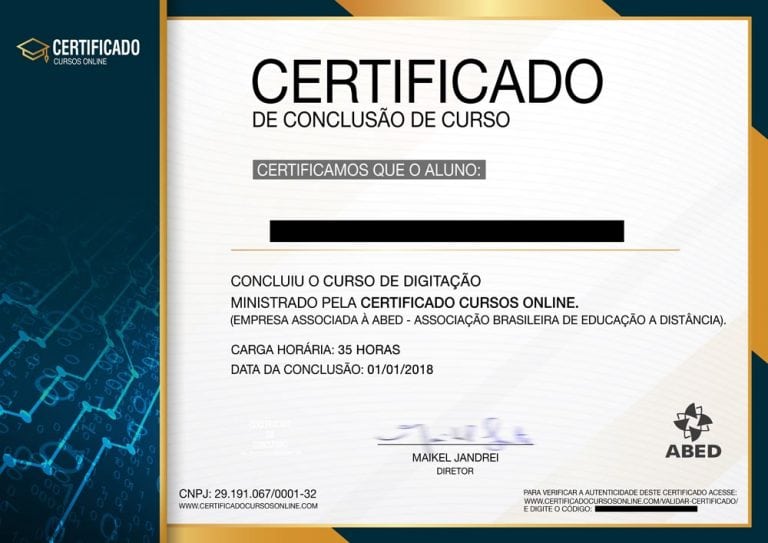 CERTIFICADO
CURSOS ONLINE
CERTIFICADO
DE CONCLUSÃO DE CURSO
CERTIFICAMOS QUE O ALUNO:
CONCLUIU O CURSO DE DIGITAÇÃO
MINISTRADO PELA CERTIFICADO CURSOS ONLINE.
(EMPRESA ASSOCIADA À ABED - ASSOCIAÇÃO BRASILEIRA DE EDUCAÇÃO A DISTÂNCIA).
CARGA HORÁRIA: 35 HORAS
DATA DA CONCLUSÃO: 01/01/2018
MAIKEL JANDREI
DIRETOR
ABED
CNPJ: 29.191.067/0001-32
WWW.CERTIFICADOCURSOSONLINE.COM
PARA VERIFICAR A AUTENTICIDADE DESTE CERTIFICADO ACESSE:
WWW.CERTIFICADOCURSOSONLINE.COM/VALIDAR-CERTIFICADO/
E DIGITE O CÓDIGO: